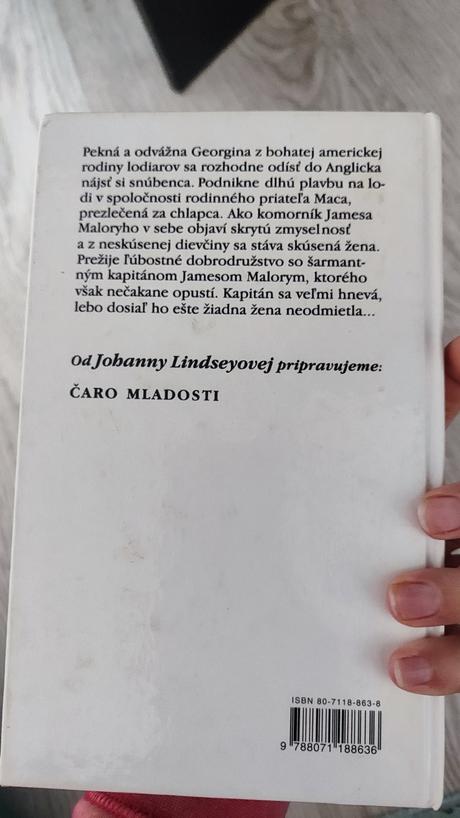 Pekná a odvážna Georgina z bohatej americkej
rodiny lodiarov sa rozhodne odísť do Anglicka
nájsť si snúbenca. Podnikne dlhú plavbu na lo-
di v spoločnosti rodinného priateľa Maca,
prezlečená za chlapca. Ako komorník Jamesa
Maloryho v sebe objaví skrytú zmyselnosť
a z neskúsenej dievčiny sa stáva skúsená žena.
Prežije ľúbostné dobrodružstvo so šarmant-
ným kapitánom Jamesom Malorym, ktorého
však nečakane opustí. Kapitán sa veľmi hnevá,
lebo dosiaľ ho ešte žiadna žena neodmietla...
Od Johanny Lindseyovej pripravujeme:
ČARO MLADOSTI
ISBN 80-7118-863-8
9 788071 188636